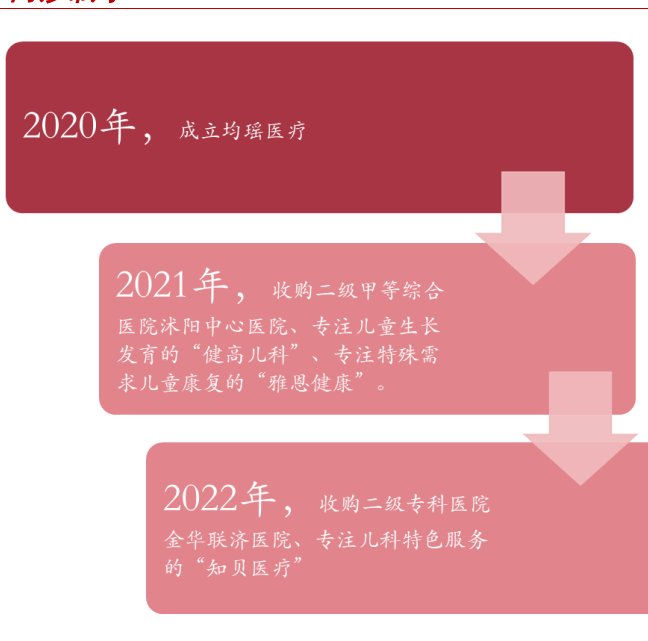 2020年，成立均瑶医疗
2021年，收购二级甲等综合
医院沭阳中心医院、专注儿童生长
发育的“健高儿科”、专注特殊需
求儿童康复的“雅恩健康”。
2022年，收购二级专科医院
金华联济医院、专注儿科特色服务
的“知贝医疗”